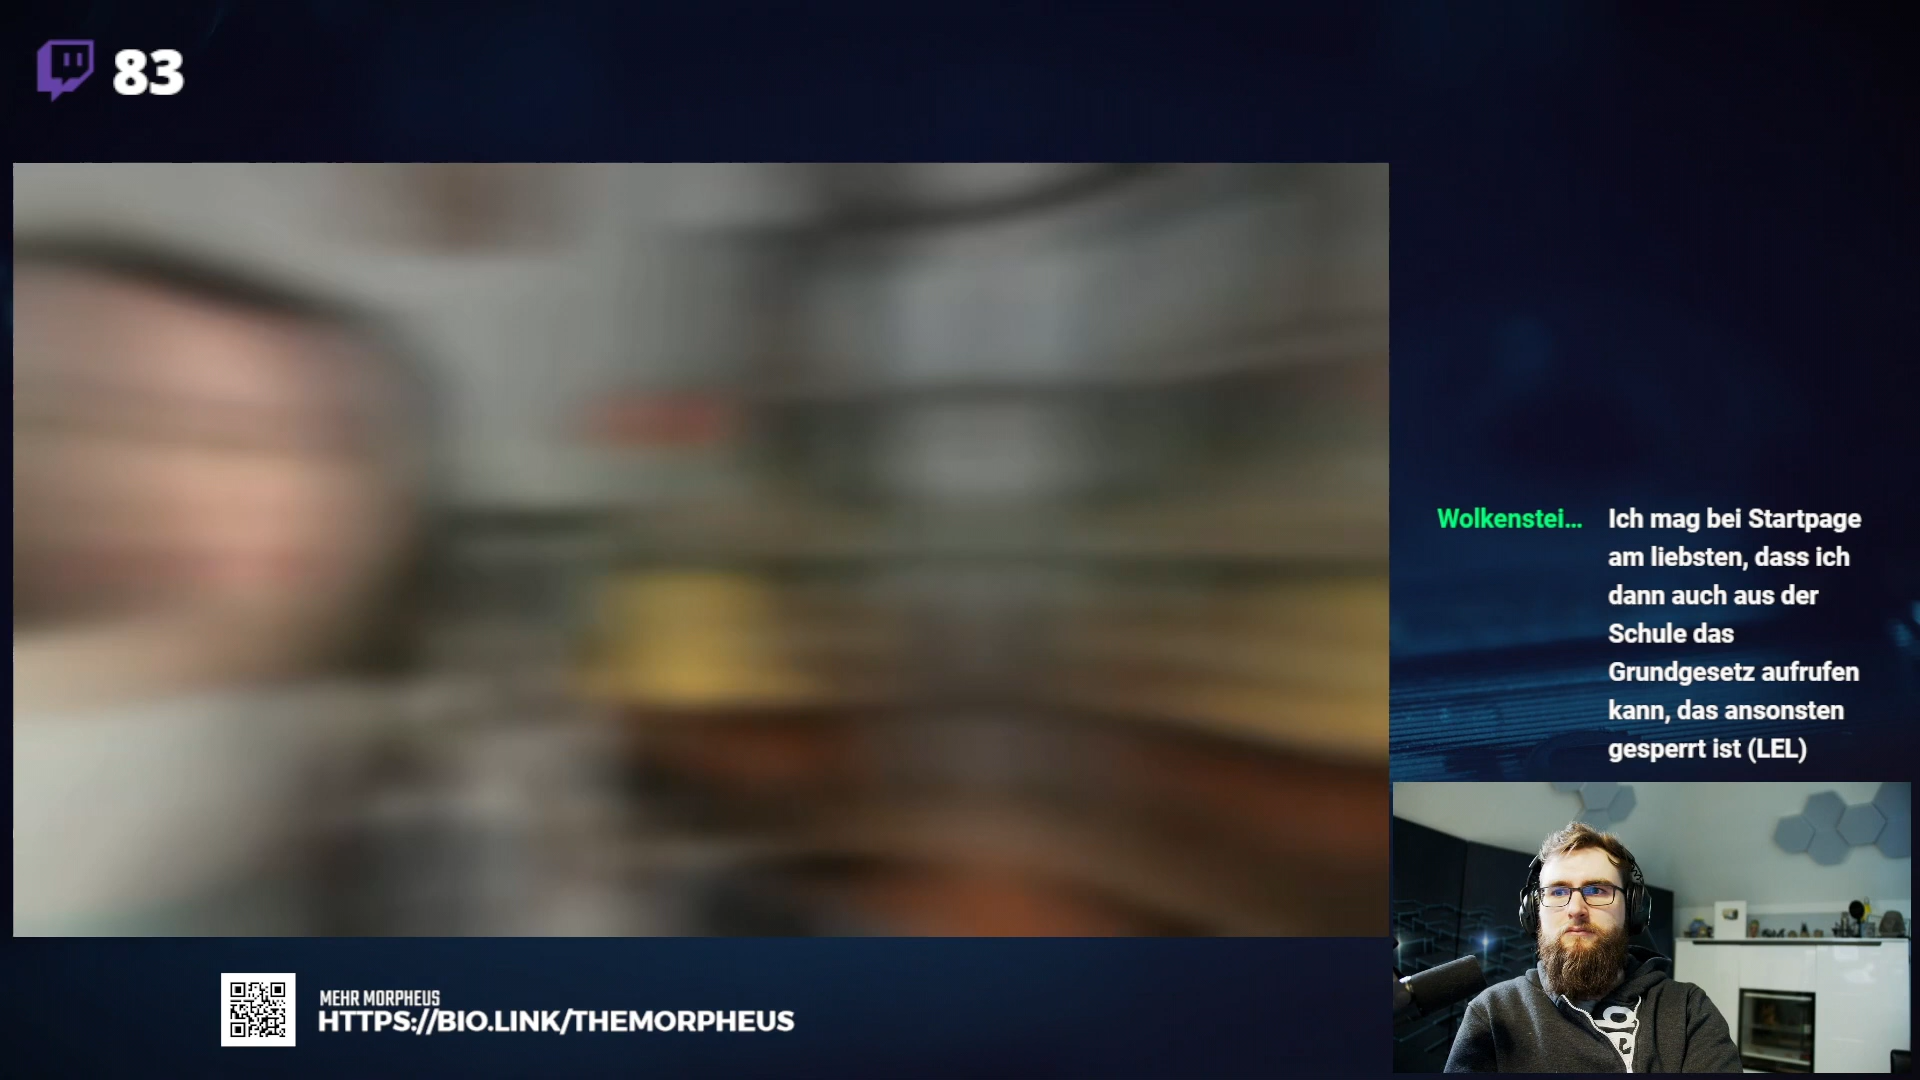 83
Wolkenstei...
Ich mag bei Startpage
am liebsten, dass ich
dann auch aus der
Schule das
Grundgesetz aufrufen
kann, das ansonsten
gesperrt ist (LEL)
MEHR MORPHEUS
HTTPS://BIO.LINK/THEMORPHEUS